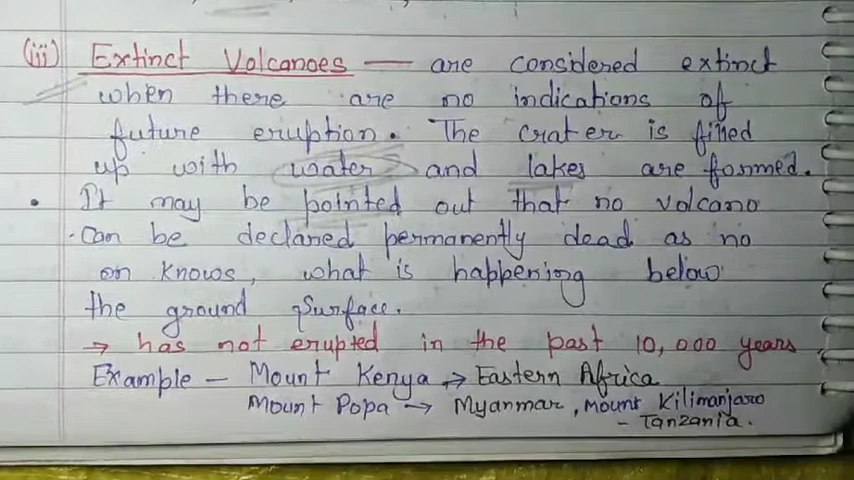 (iii) Extinct Volcanoes — are considered extinct
when there are no indications of
future eruption. The crater is filled
up with water and lakes are formed.
• It may be pointed out that no volcano
Can be declared permanently dead as no
on knows, what is happening below
the ground surface.
→ has not erupted in the past 10,000 years
Example — Mount Kenya → Eastern Africa
Mount Popa → Myanmar, Mount Kilimanjaro
- Tanzania.